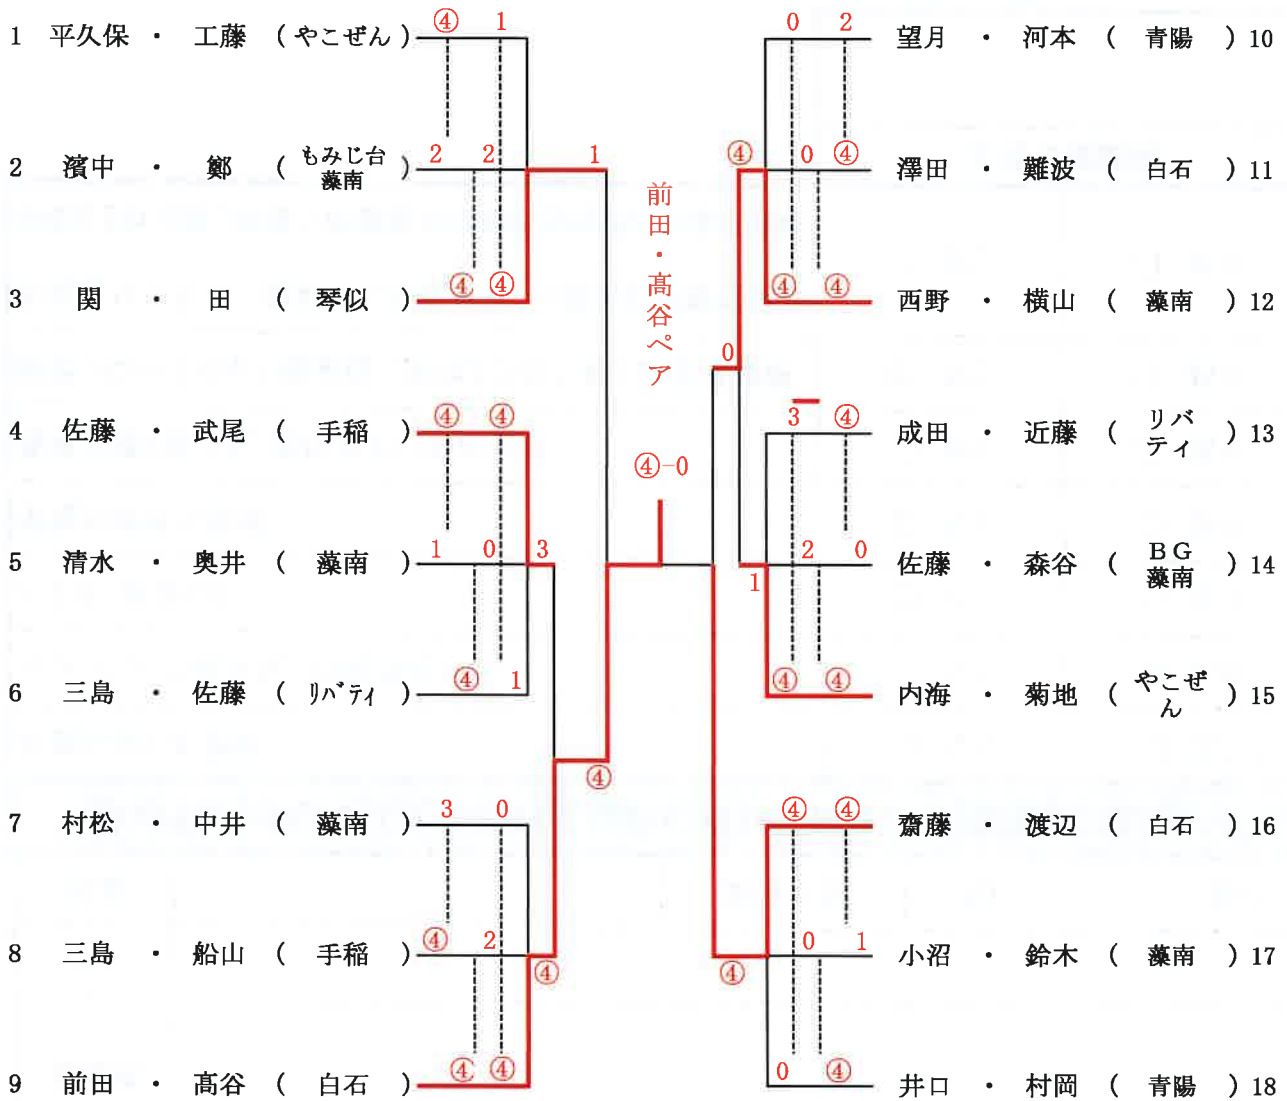 ④ 1
1 平久保 ・ 工藤 ( やこぜん )
2 2
2 濱中 ・ 鄭 ( もみじ台 藻南 )
④ ④
3 関 ・ 田 ( 琴似 )
④ ④
4 佐藤 ・ 武尾 ( 手稲 )
1 0
5 清水 ・ 奥井 ( 藻南 )
④ 1
6 三島 ・ 佐藤 ( リバティ )
3 0
7 村松 ・ 中井 ( 藻南 )
④ 2
8 三島 ・ 船山 ( 手稲 )
④ ④
9 前田 ・ 髙谷 ( 白石 )
1
3
④
④
前田・髙谷ペア
④-0
④
0
1
④
0 2
望月 ・ 河本 ( 青陽 ) 10
0 ④
澤田 ・ 難波 ( 白石 ) 11
④ ④
西野 ・ 横山 ( 藻南 ) 12
3 ④
成田 ・ 近藤 ( リバティ ) 13
2 0
佐藤 ・ 森谷 ( BG 藻南 ) 14
④ ④
内海 ・ 菊地 ( やこぜん ) 15
④ ④
齋藤 ・ 渡辺 ( 白石 ) 16
0 1
小沼 ・ 鈴木 ( 藻南 ) 17
0 ④
井口 ・ 村岡 ( 青陽 ) 18